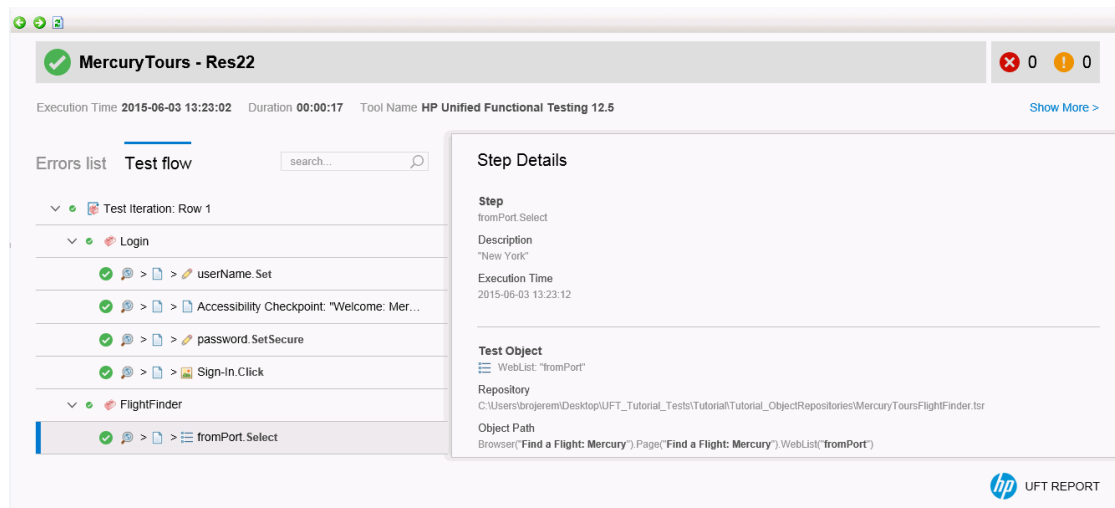 MercuryTours - Res22
0 0
Execution Time 2015-06-03 13:23:02 Duration 00:00:17 Tool Name HP Unified Functional Testing 12.5 Show More >
Errors list Test flow search...
Test Iteration: Row 1
Login
> > userName.Set
> > Accessibility Checkpoint: "Welcome: Mer...
> > password.SetSecure
> > Sign-In.Click
FlightFinder
> > fromPort.Select
Step Details
Step
fromPort.Select
Description
"New York"
Execution Time
2015-06-03 13:23:12
Test Object
WebList: "fromPort"
Repository
C:\Users\brojerem\Desktop\UFT_Tutorial_Tests\Tutorial\Tutorial_ObjectRepositories\MercuryToursFlightFinder.tsr
Object Path
Browser("Find a Flight: Mercury").Page("Find a Flight: Mercury").WebList("fromPort")
hp UFT REPORT